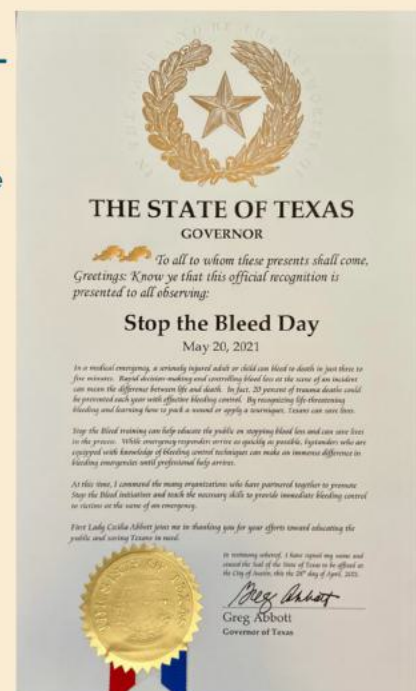 THE STATE OF TEXAS
GOVERNOR
To all to whom these presents shall come,
Greetings: Know ye that this official recognition is
presented to all observing:
Stop the Bleed Day
May 20, 2021
In a medical emergency, a seriously injured adult or child can bleed to death in just three to
five minutes. Rapid decision-making and controlling blood loss at the scene of an incident
can mean the difference between life and death. In fact, 20 percent of trauma deaths could
be prevented each year with effective bleeding control. By recognizing life-threatening
bleeding and learning how to pack a wound or apply a tourniquet, Texans can save lives.
Stop the Bleed training can help educate the public on stopping blood loss and can save lives
in the process. While emergency responders arrive as quickly as possible, bystanders who are
equipped with knowledge of bleeding control techniques can make an immense difference in
bleeding emergencies until professional help arrives.
At this time, I commend the many organizations who have partnered together to promote
Stop the Bleed initiatives and teach the necessary skills to provide immediate bleeding control
to victims at the scene of an emergency.
First Lady Cecilia Abbott joins me in thanking you for your efforts toward educating the
public and saving Texans in need.
In testimony whereof, I have signed my name and
caused the Seal of the State of Texas to be affixed at
the City of Austin, this the 28th day of April, 2021.
Greg Abbott
Greg Abbott
Governor of Texas